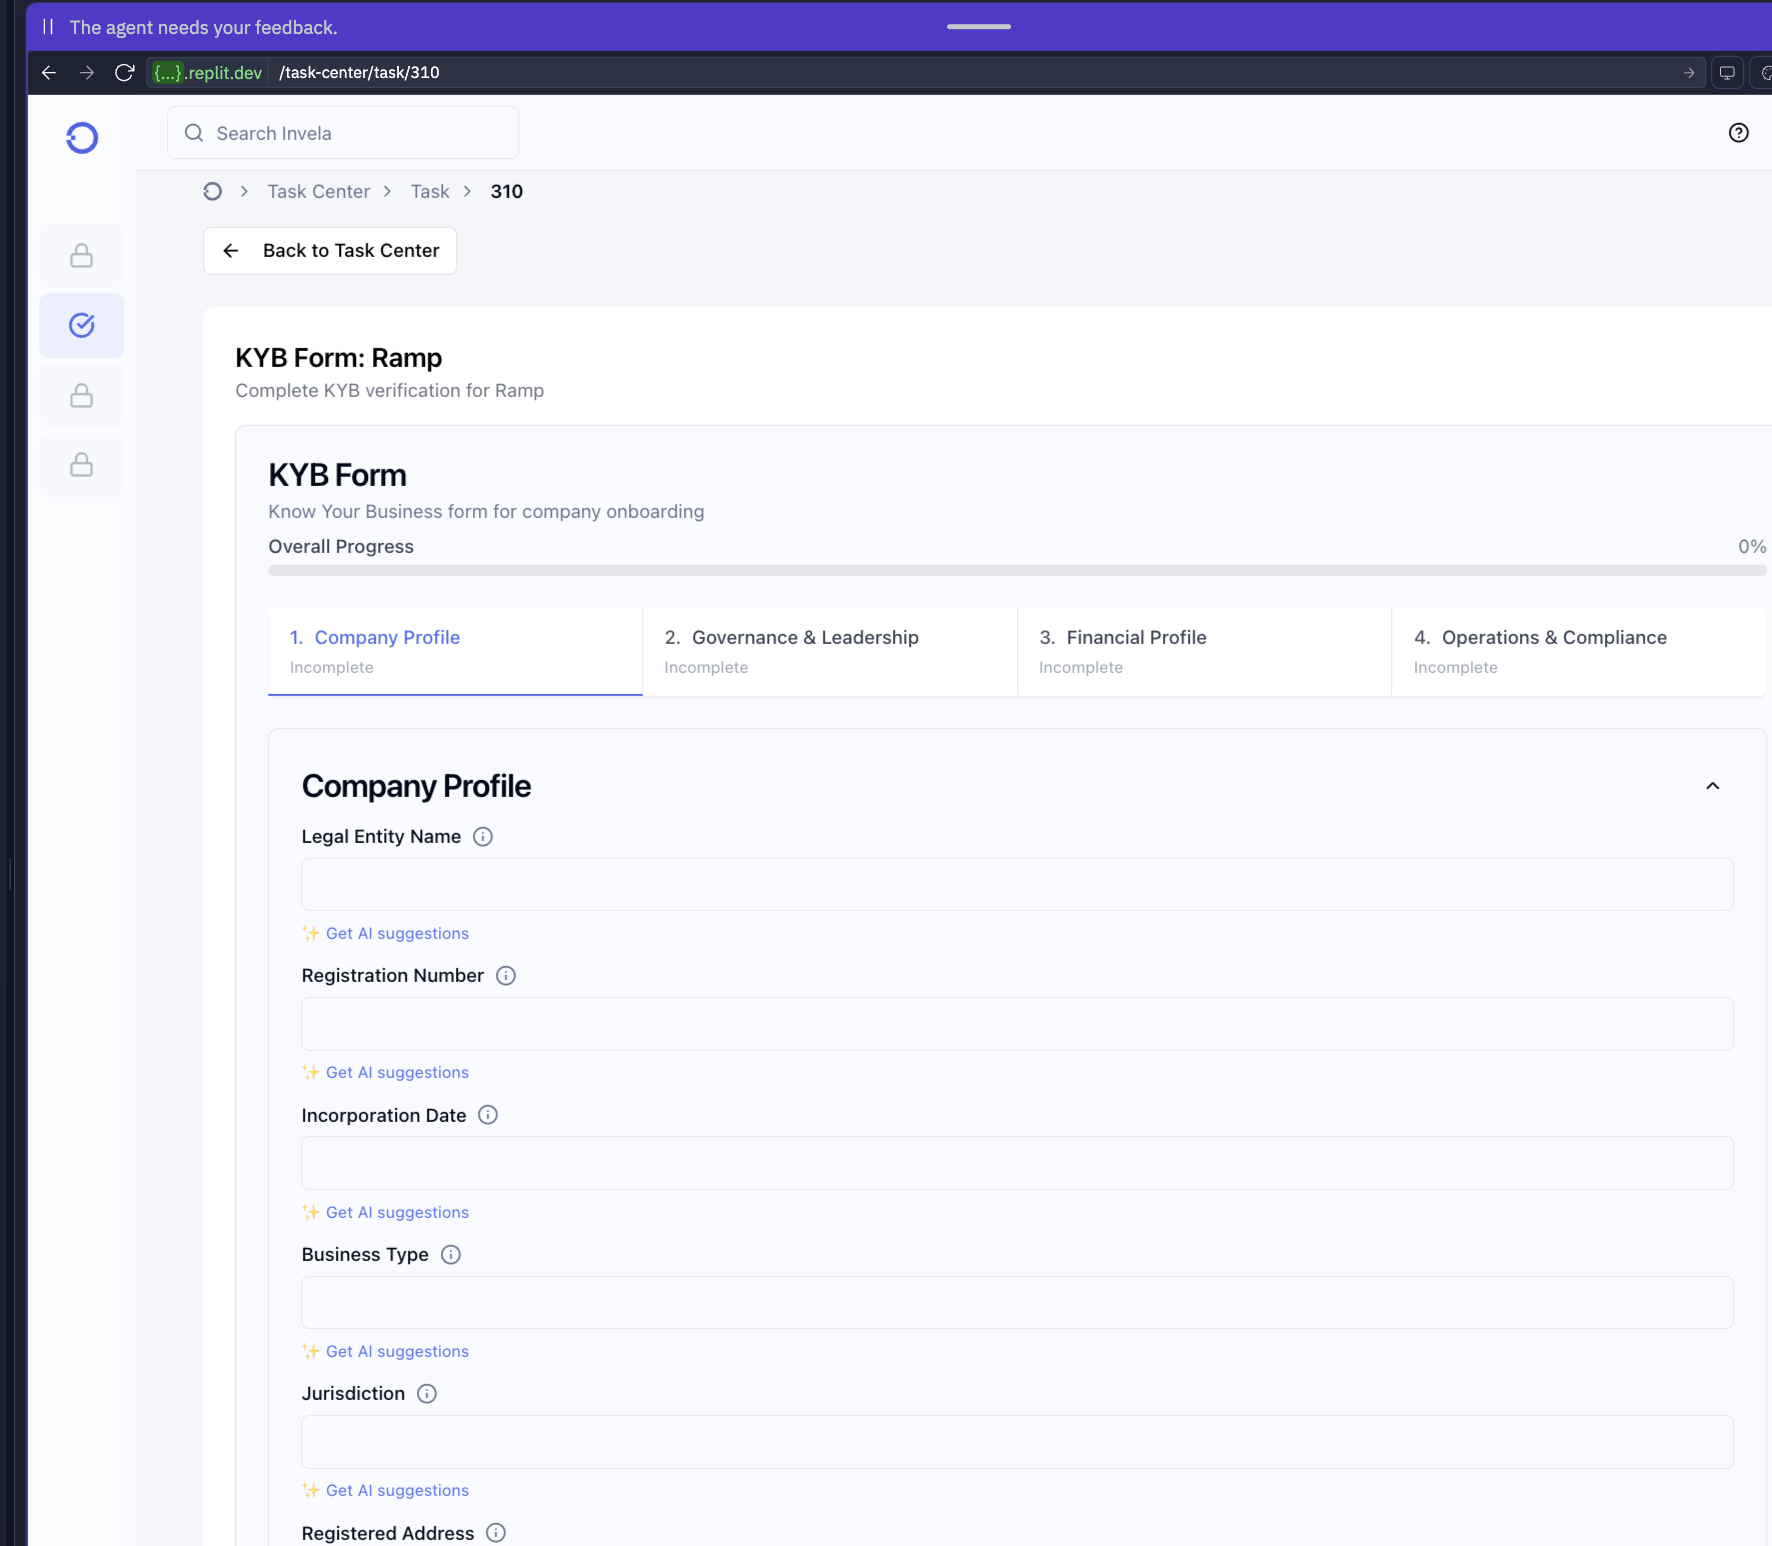 The agent needs your feedback.
{...}.replit.dev /task-center/task/310
Search Invela
Task Center > Task > 310
Back to Task Center
KYB Form: Ramp
Complete KYB verification for Ramp
KYB Form
Know Your Business form for company onboarding
Overall Progress 0%
1. Company Profile
Incomplete
2. Governance & Leadership
Incomplete
3. Financial Profile
Incomplete
4. Operations & Compliance
Incomplete
Company Profile
Legal Entity Name
✨ Get AI suggestions
Registration Number
✨ Get AI suggestions
Incorporation Date
✨ Get AI suggestions
Business Type
✨ Get AI suggestions
Jurisdiction
✨ Get AI suggestions
Registered Address